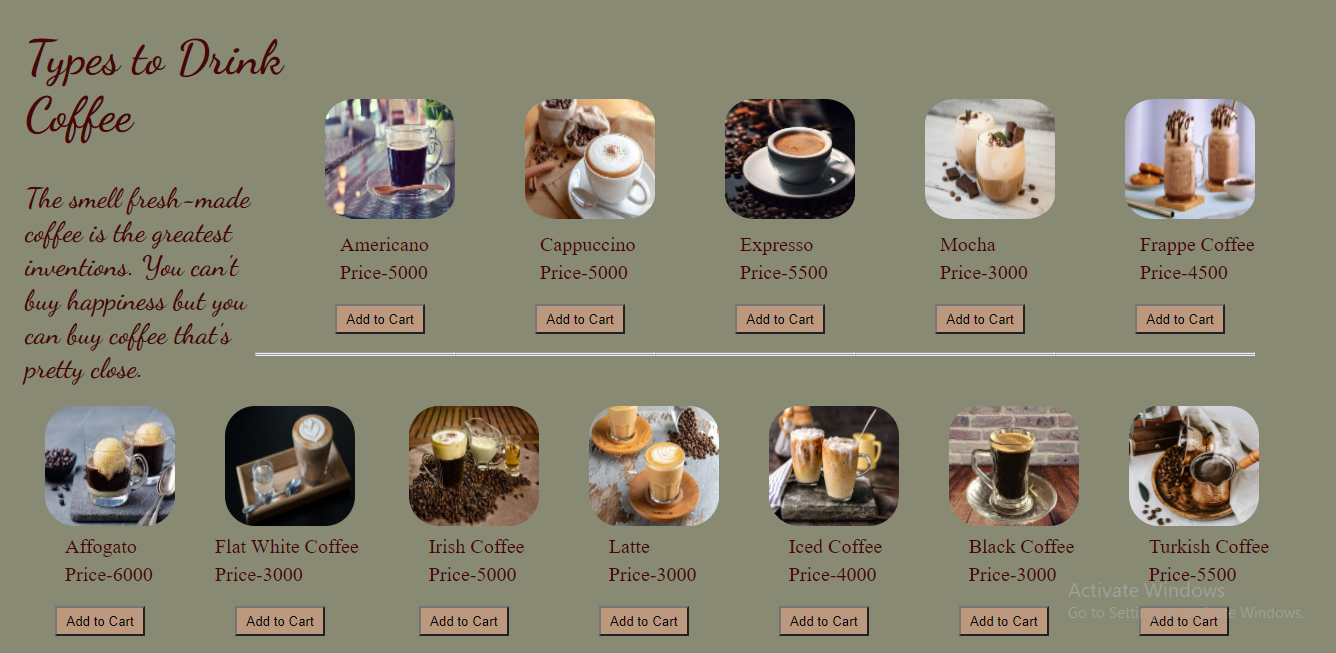 Types to Drink
Coffee
The smell fresh-made
coffee is the greatest
inventions. You can't
buy happiness but you
can buy coffee that's
pretty close.
Americano
Price-5000
Add to Cart
Cappuccino
Price-5000
Add to Cart
Expresso
Price-5500
Add to Cart
Mocha
Price-3000
Add to Cart
Frappe Coffee
Price-4500
Add to Cart
Affogato
Price-6000
Add to Cart
Flat White Coffee
Price-3000
Add to Cart
Irish Coffee
Price-5000
Add to Cart
Latte
Price-3000
Add to Cart
Iced Coffee
Price-4000
Add to Cart
Black Coffee
Price-3000
Add to Cart
Turkish Coffee
Price-5500
Add to Cart
Activate Windows
Go to Settings to activate Windows.